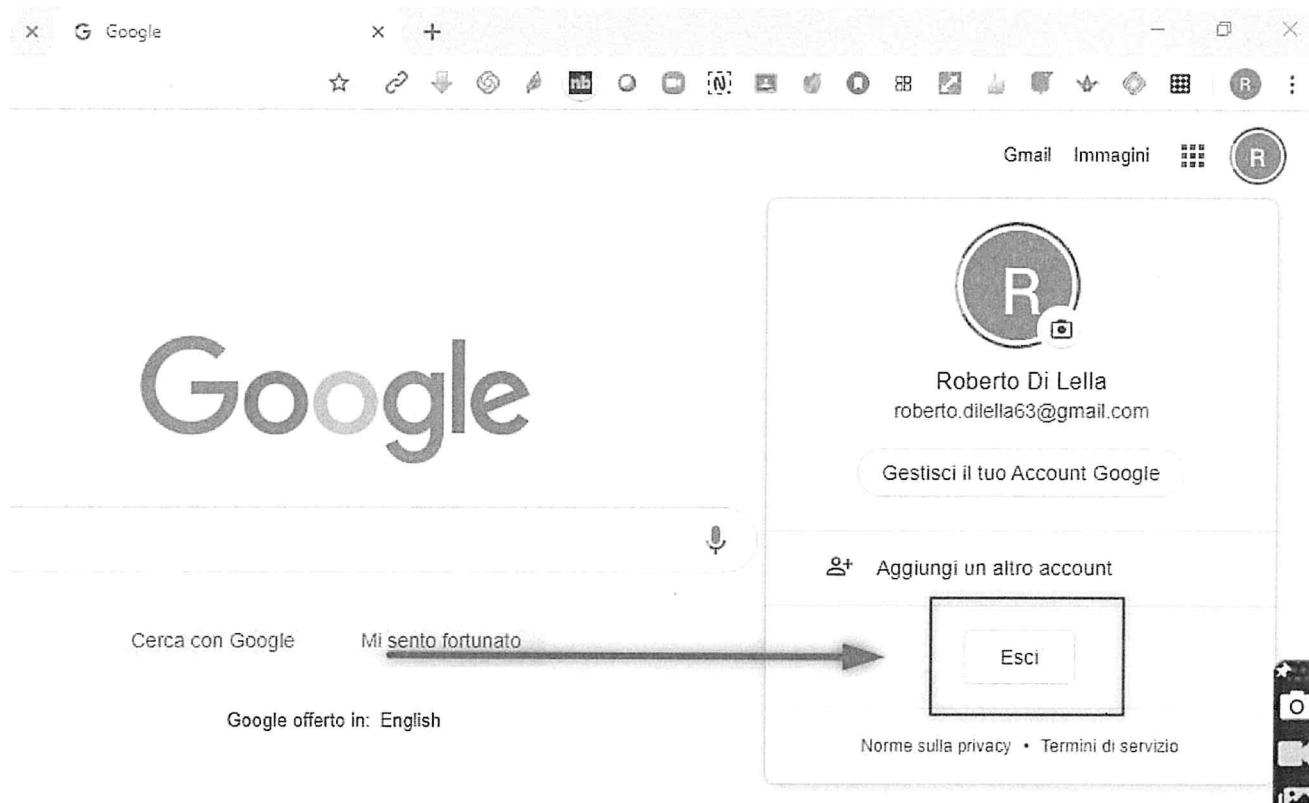 Google
nb
N
R
Gmail Immagini
R
R
Google
Roberto Di Lella
roberto.dilella63@gmail.com
Gestisci il tuo Account Google
Aggiungi un altro account
Cerca con Google Mi sento fortunato
Esci
Google offerto in: English
Norme sulla privacy • Termini di servizio